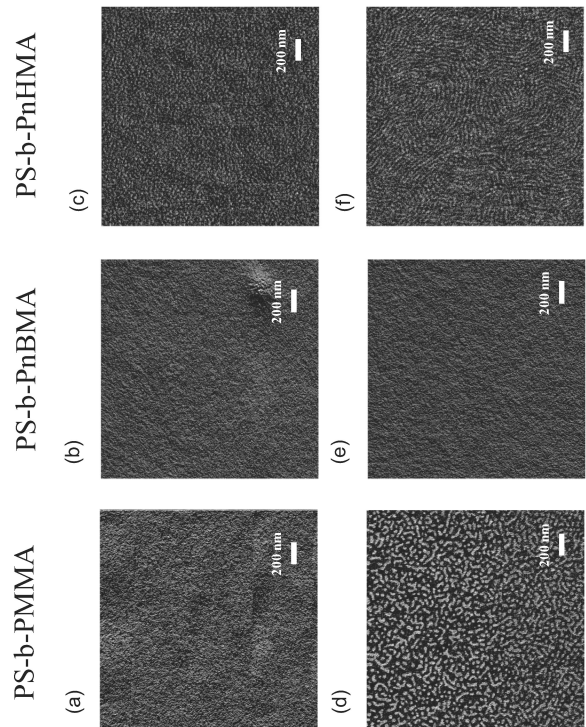 PS-b-PMMA
PS-b-PnBMA
PS-b-PnHMA
(a)
200 nm
(b)
200 nm
(c)
200 nm
(d)
200 nm
(e)
200 nm
(f)
200 nm